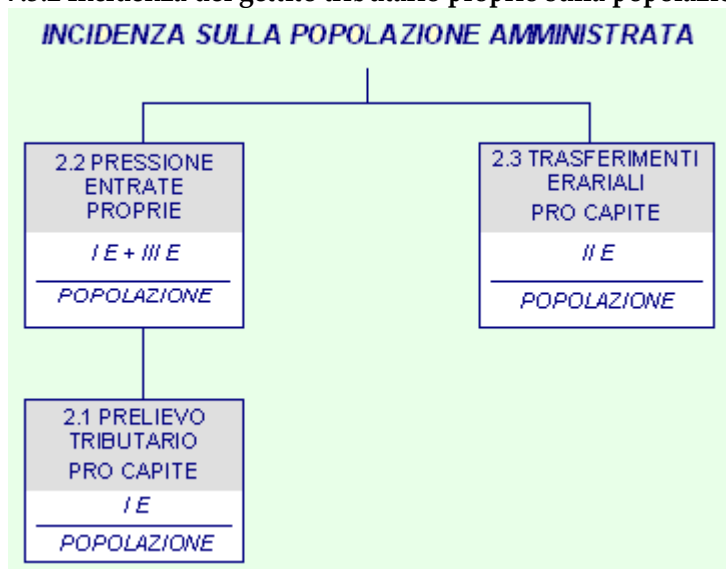 INCIDENZA SULLA POPOLAZIONE AMMINISTRATA
2.2 PRESSIONE
ENTRATE
PROPRIE
I E + III E
POPOLAZIONE
2.3 TRASFERIMENTI
ERARIALI
PRO CAPITE
II E
POPOLAZIONE
2.1 PRELIEVO
TRIBUTARIO
PRO CAPITE
I E
POPOLAZIONE